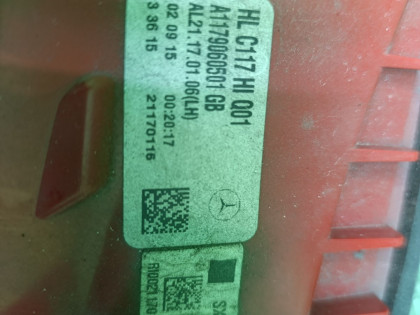 HL C117 HI Q01
A1179060501 GB
AL21.17.01.06(LH)
02 09 15 00:20:17
3 36 15 21170116